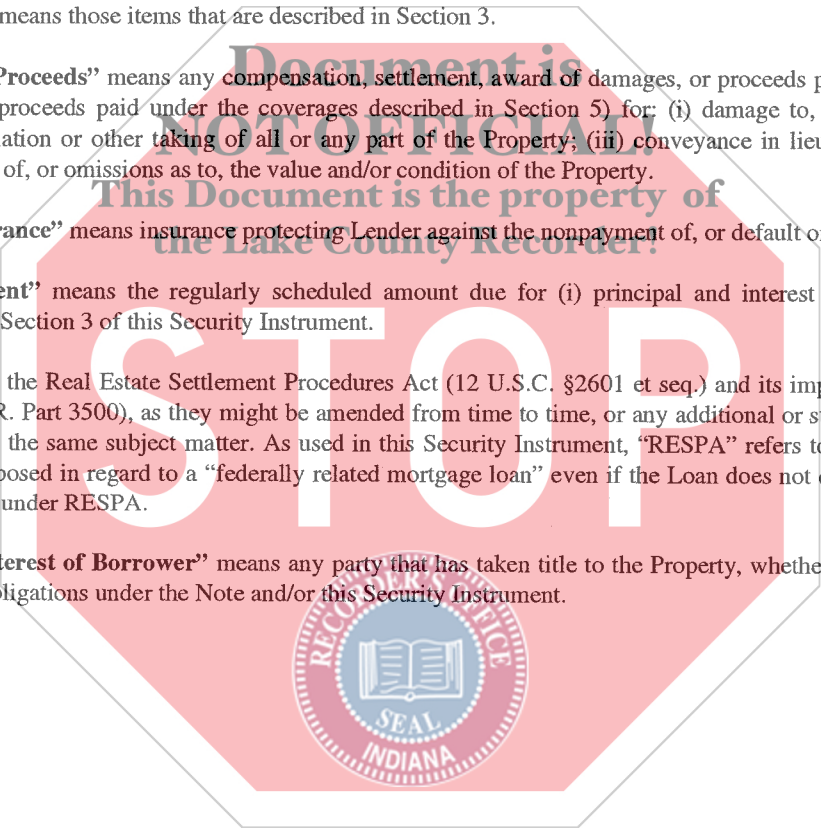 means those items that are described in Section 3.
Document is
Proceeds” means any compensation, settlement, award of damages, or proceeds p
proceeds paid under the coverages described in Section 5) for: (i) damage to,
NOT OFFICIAL!
ation or other taking of all or any part of the Property; (iii) conveyance in lieu
of, or omissions as to, the value and/or condition of the Property.
This Document is the property of
rance” means insurance protecting Lender against the nonpayment of, or default o
the Lake County Recorder!
ent” means the regularly scheduled amount due for (i) principal and interest
Section 3 of this Security Instrument.
STOP
the Real Estate Settlement Procedures Act (12 U.S.C. §2601 et seq.) and its imp
R. Part 3500), as they might be amended from time to time, or any additional or s
the same subject matter. As used in this Security Instrument, “RESPA” refers to
posed in regard to a “federally related mortgage loan” even if the Loan does not
under RESPA.
terest of Borrower” means any party that has taken title to the Property, whethe
ligations under the Note and/or this Security Instrument.
RECORDER'S OFFICE
SEAL
INDIANA